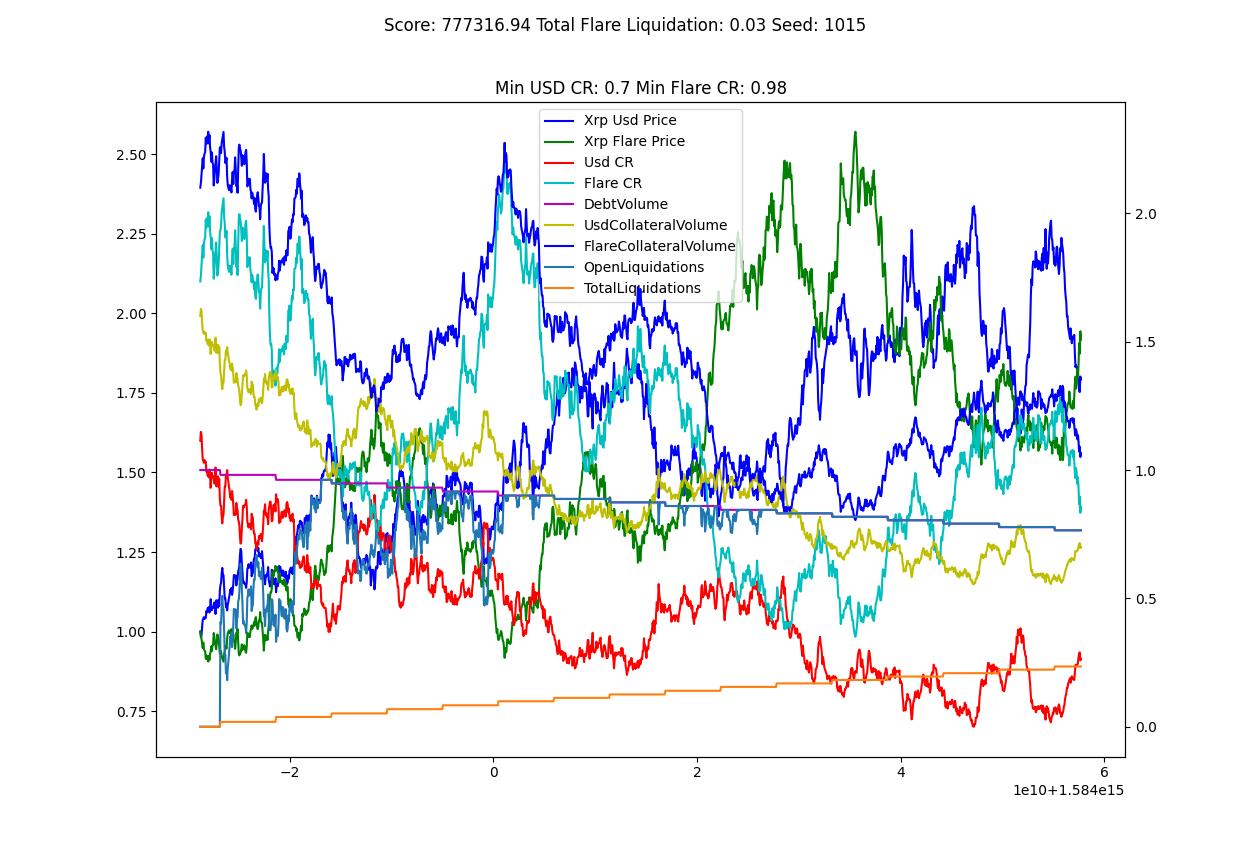 Score: 777316.94 Total Flare Liquidation: 0.03 Seed: 1015
Min USD CR: 0.7 Min Flare CR: 0.98
Xrp Usd Price
Xrp Flare Price
Usd CR
Flare CR
DebtVolume
UsdCollateralVolume
FlareCollateralVolume
OpenLiquidations
TotalLiquidations
2.50
2.25
2.00
1.75
1.50
1.25
1.00
0.75
2.0
1.5
1.0
0.5
0.0
−2 0 2 4 6
1e10+1.584e15